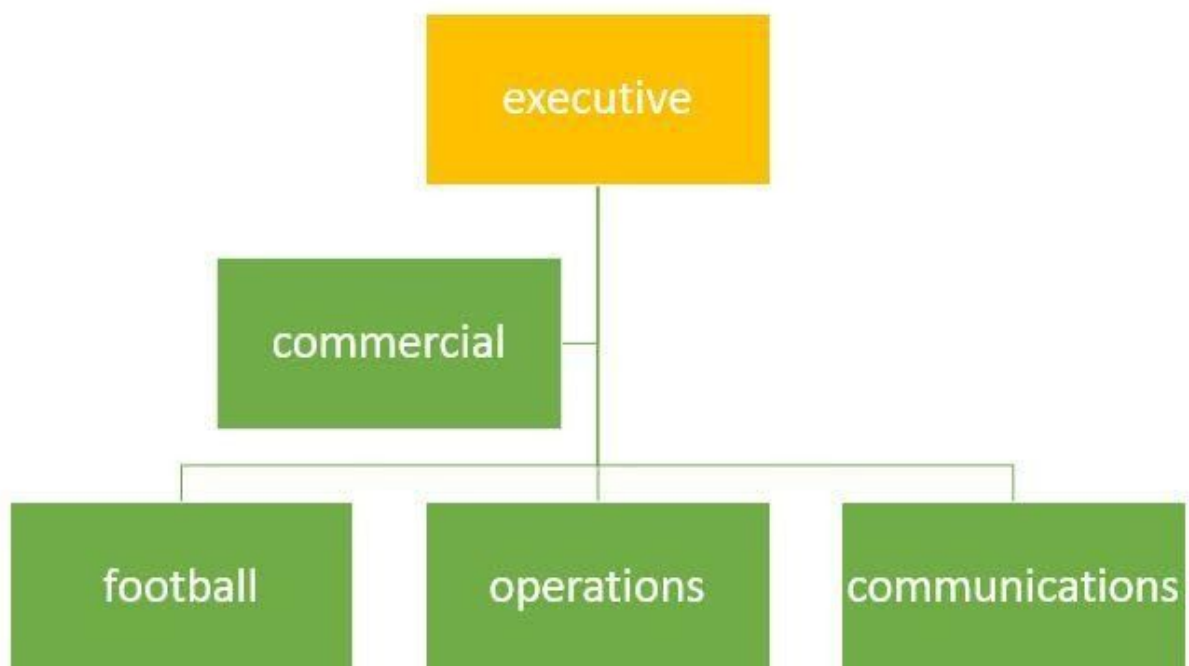 executive
commercial
football
operations
communications